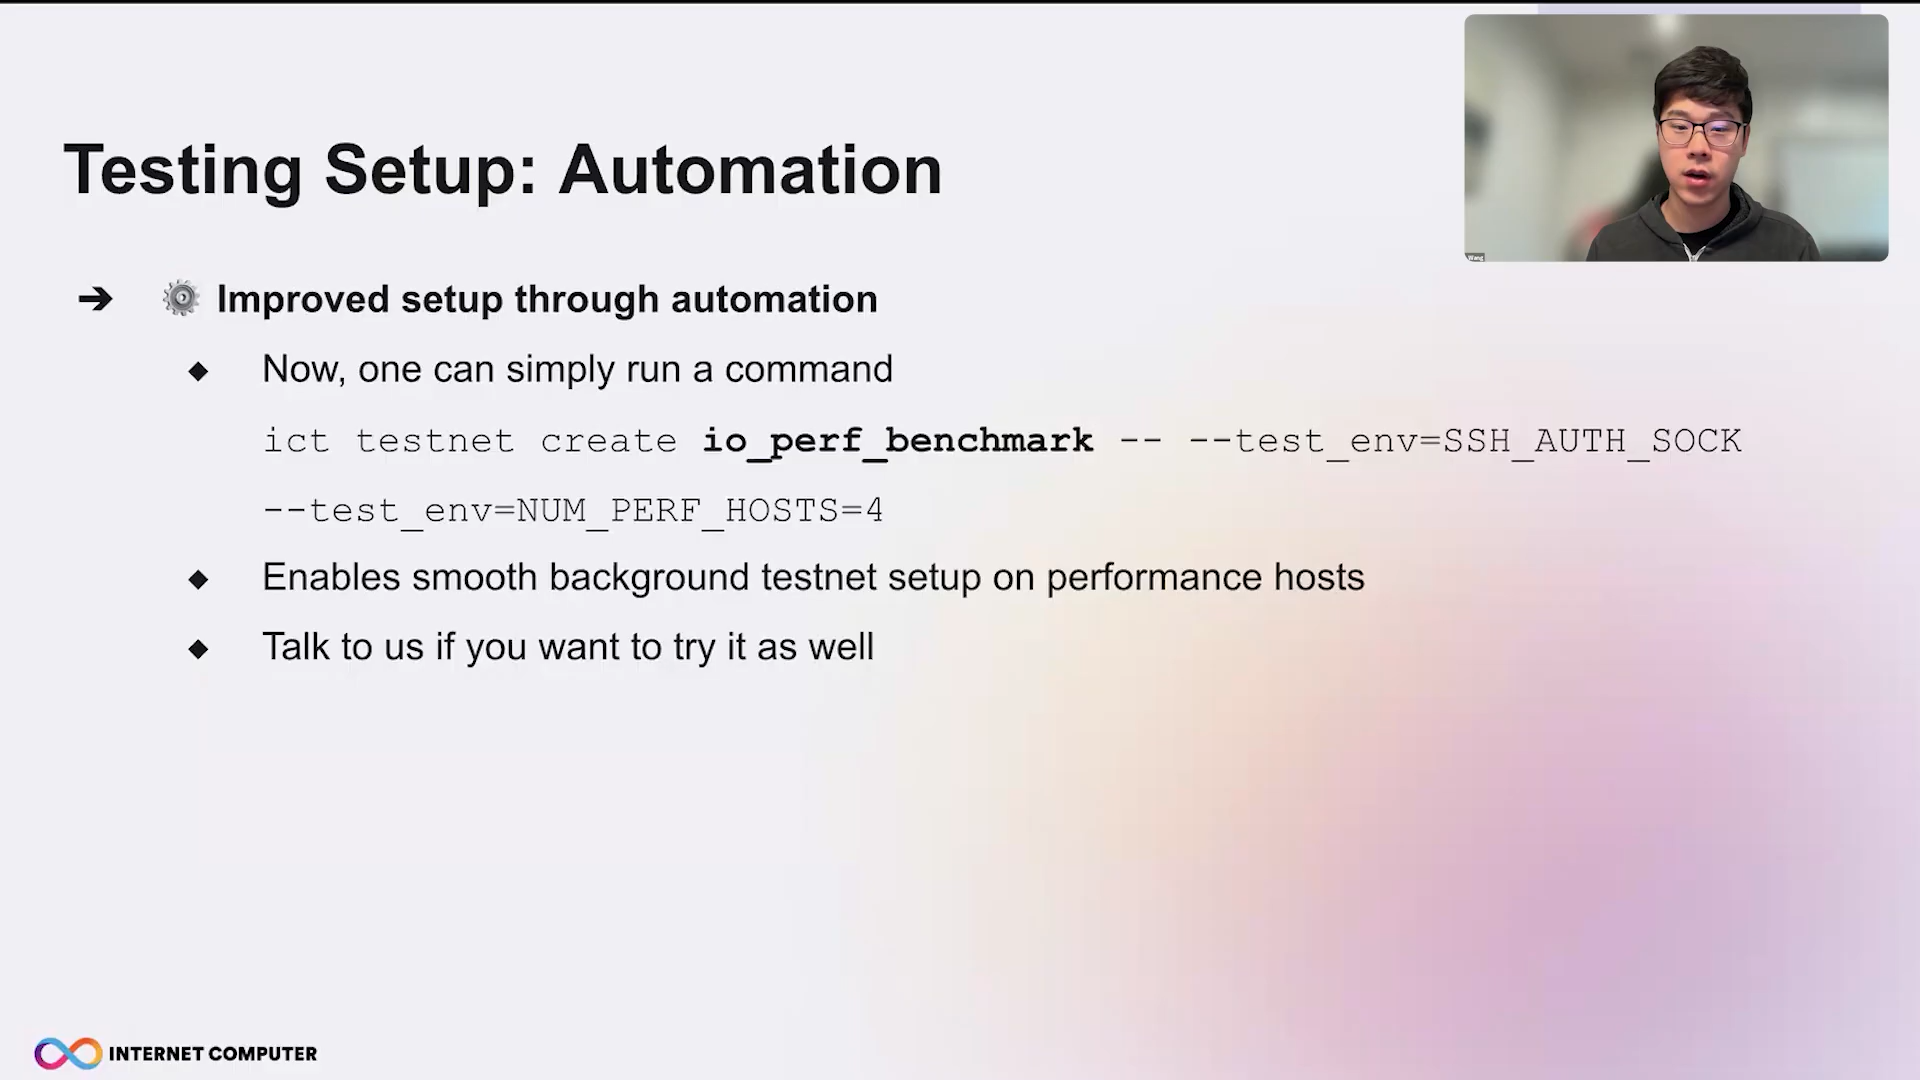 Testing Setup: Automation
➔ ⚙ Improved setup through automation
◆ Now, one can simply run a command
ict testnet create io_perf_benchmark -- --test_env=SSH_AUTH_SOCK
--test_env=NUM_PERF_HOSTS=4
◆ Enables smooth background testnet setup on performance hosts
◆ Talk to us if you want to try it as well
Wang
INTERNET COMPUTER